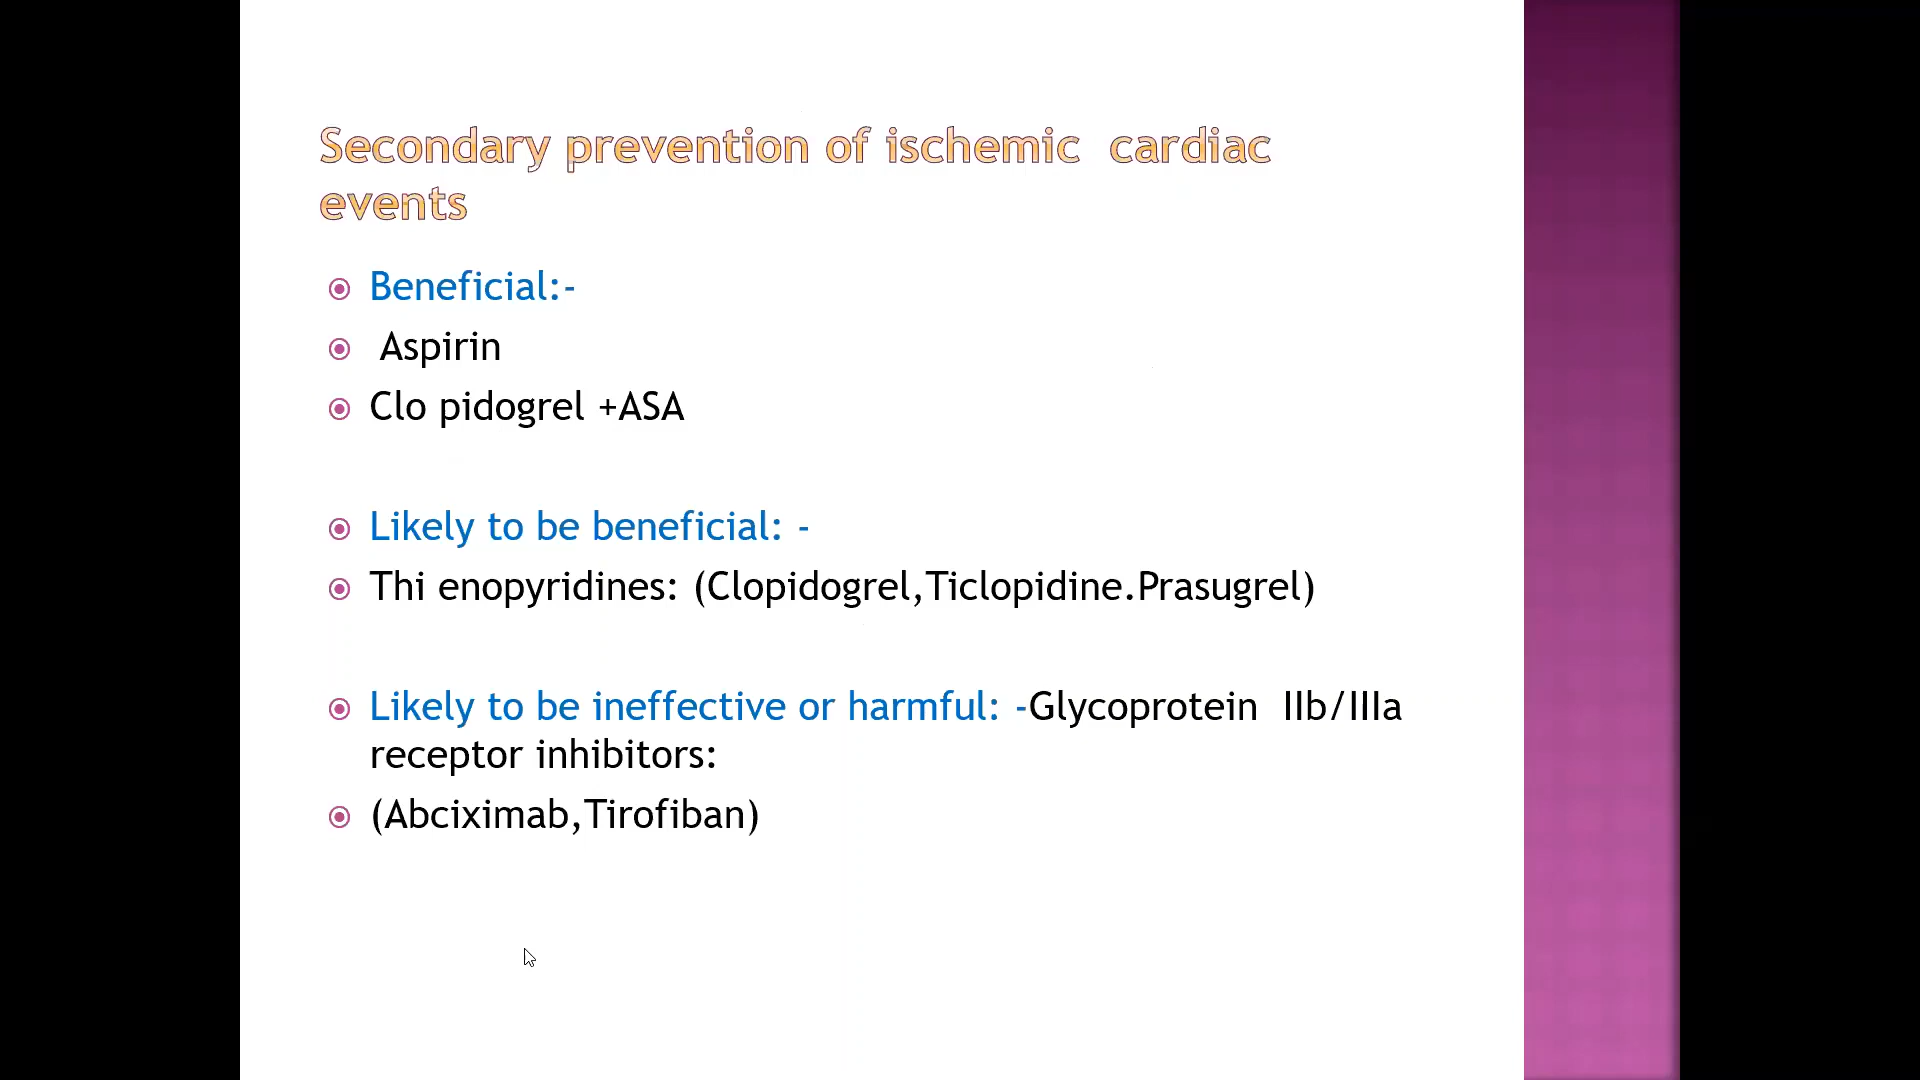 Secondary prevention of ischemic  cardiac
events
Beneficial:-
Aspirin
Clo pidogrel +ASA
Likely to be beneficial: -
Thi enopyridines: (Clopidogrel,Ticlopidine.Prasugrel)
Likely to be ineffective or harmful: -Glycoprotein  IIb/IIIa
receptor inhibitors:
(Abciximab,Tirofiban)